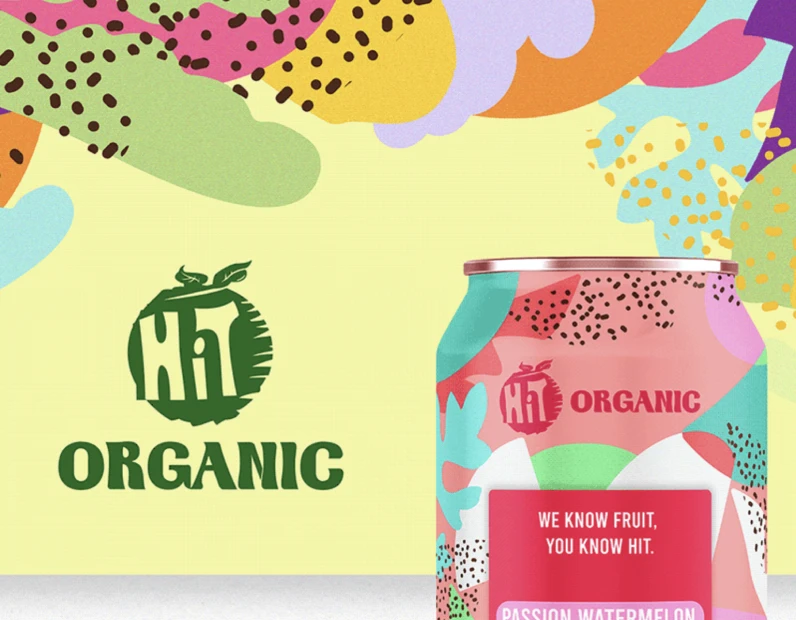 HiT
ORGANIC
HiT ORGANIC
WE KNOW FRUIT,
YOU KNOW HIT.
PASSION WATERMELON